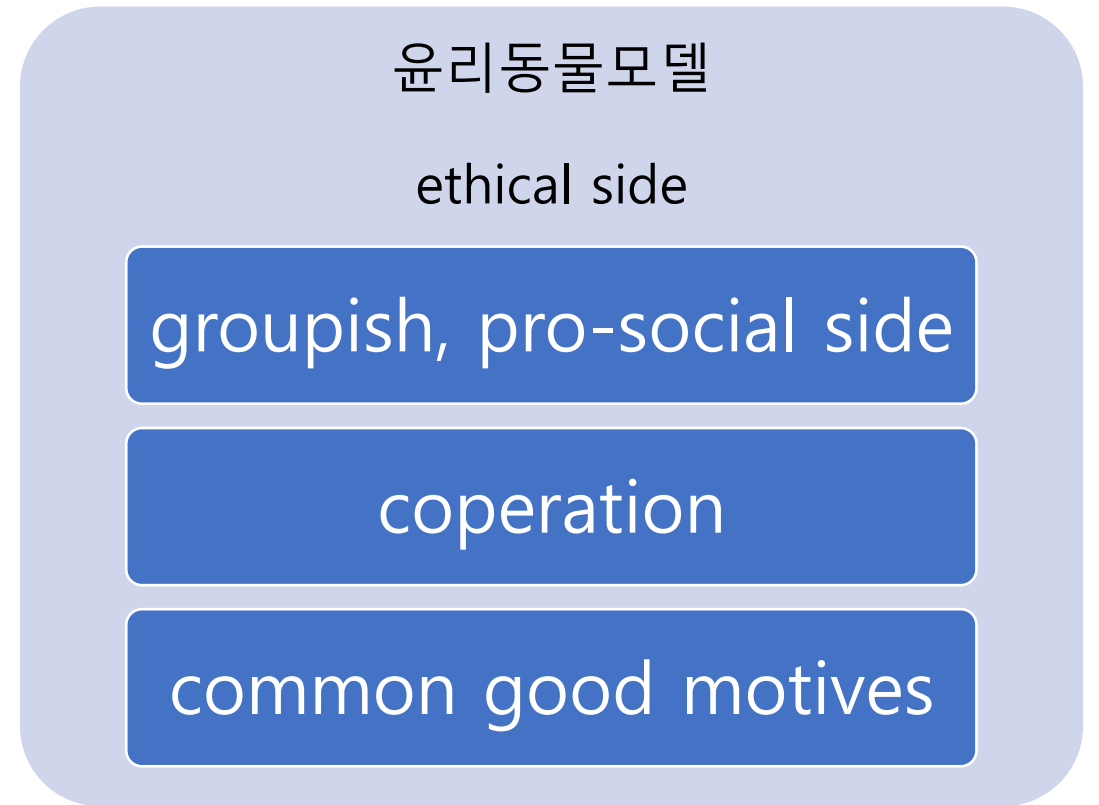 윤리동물모델
ethical side
groupish, pro-social side
coperation
common good motives